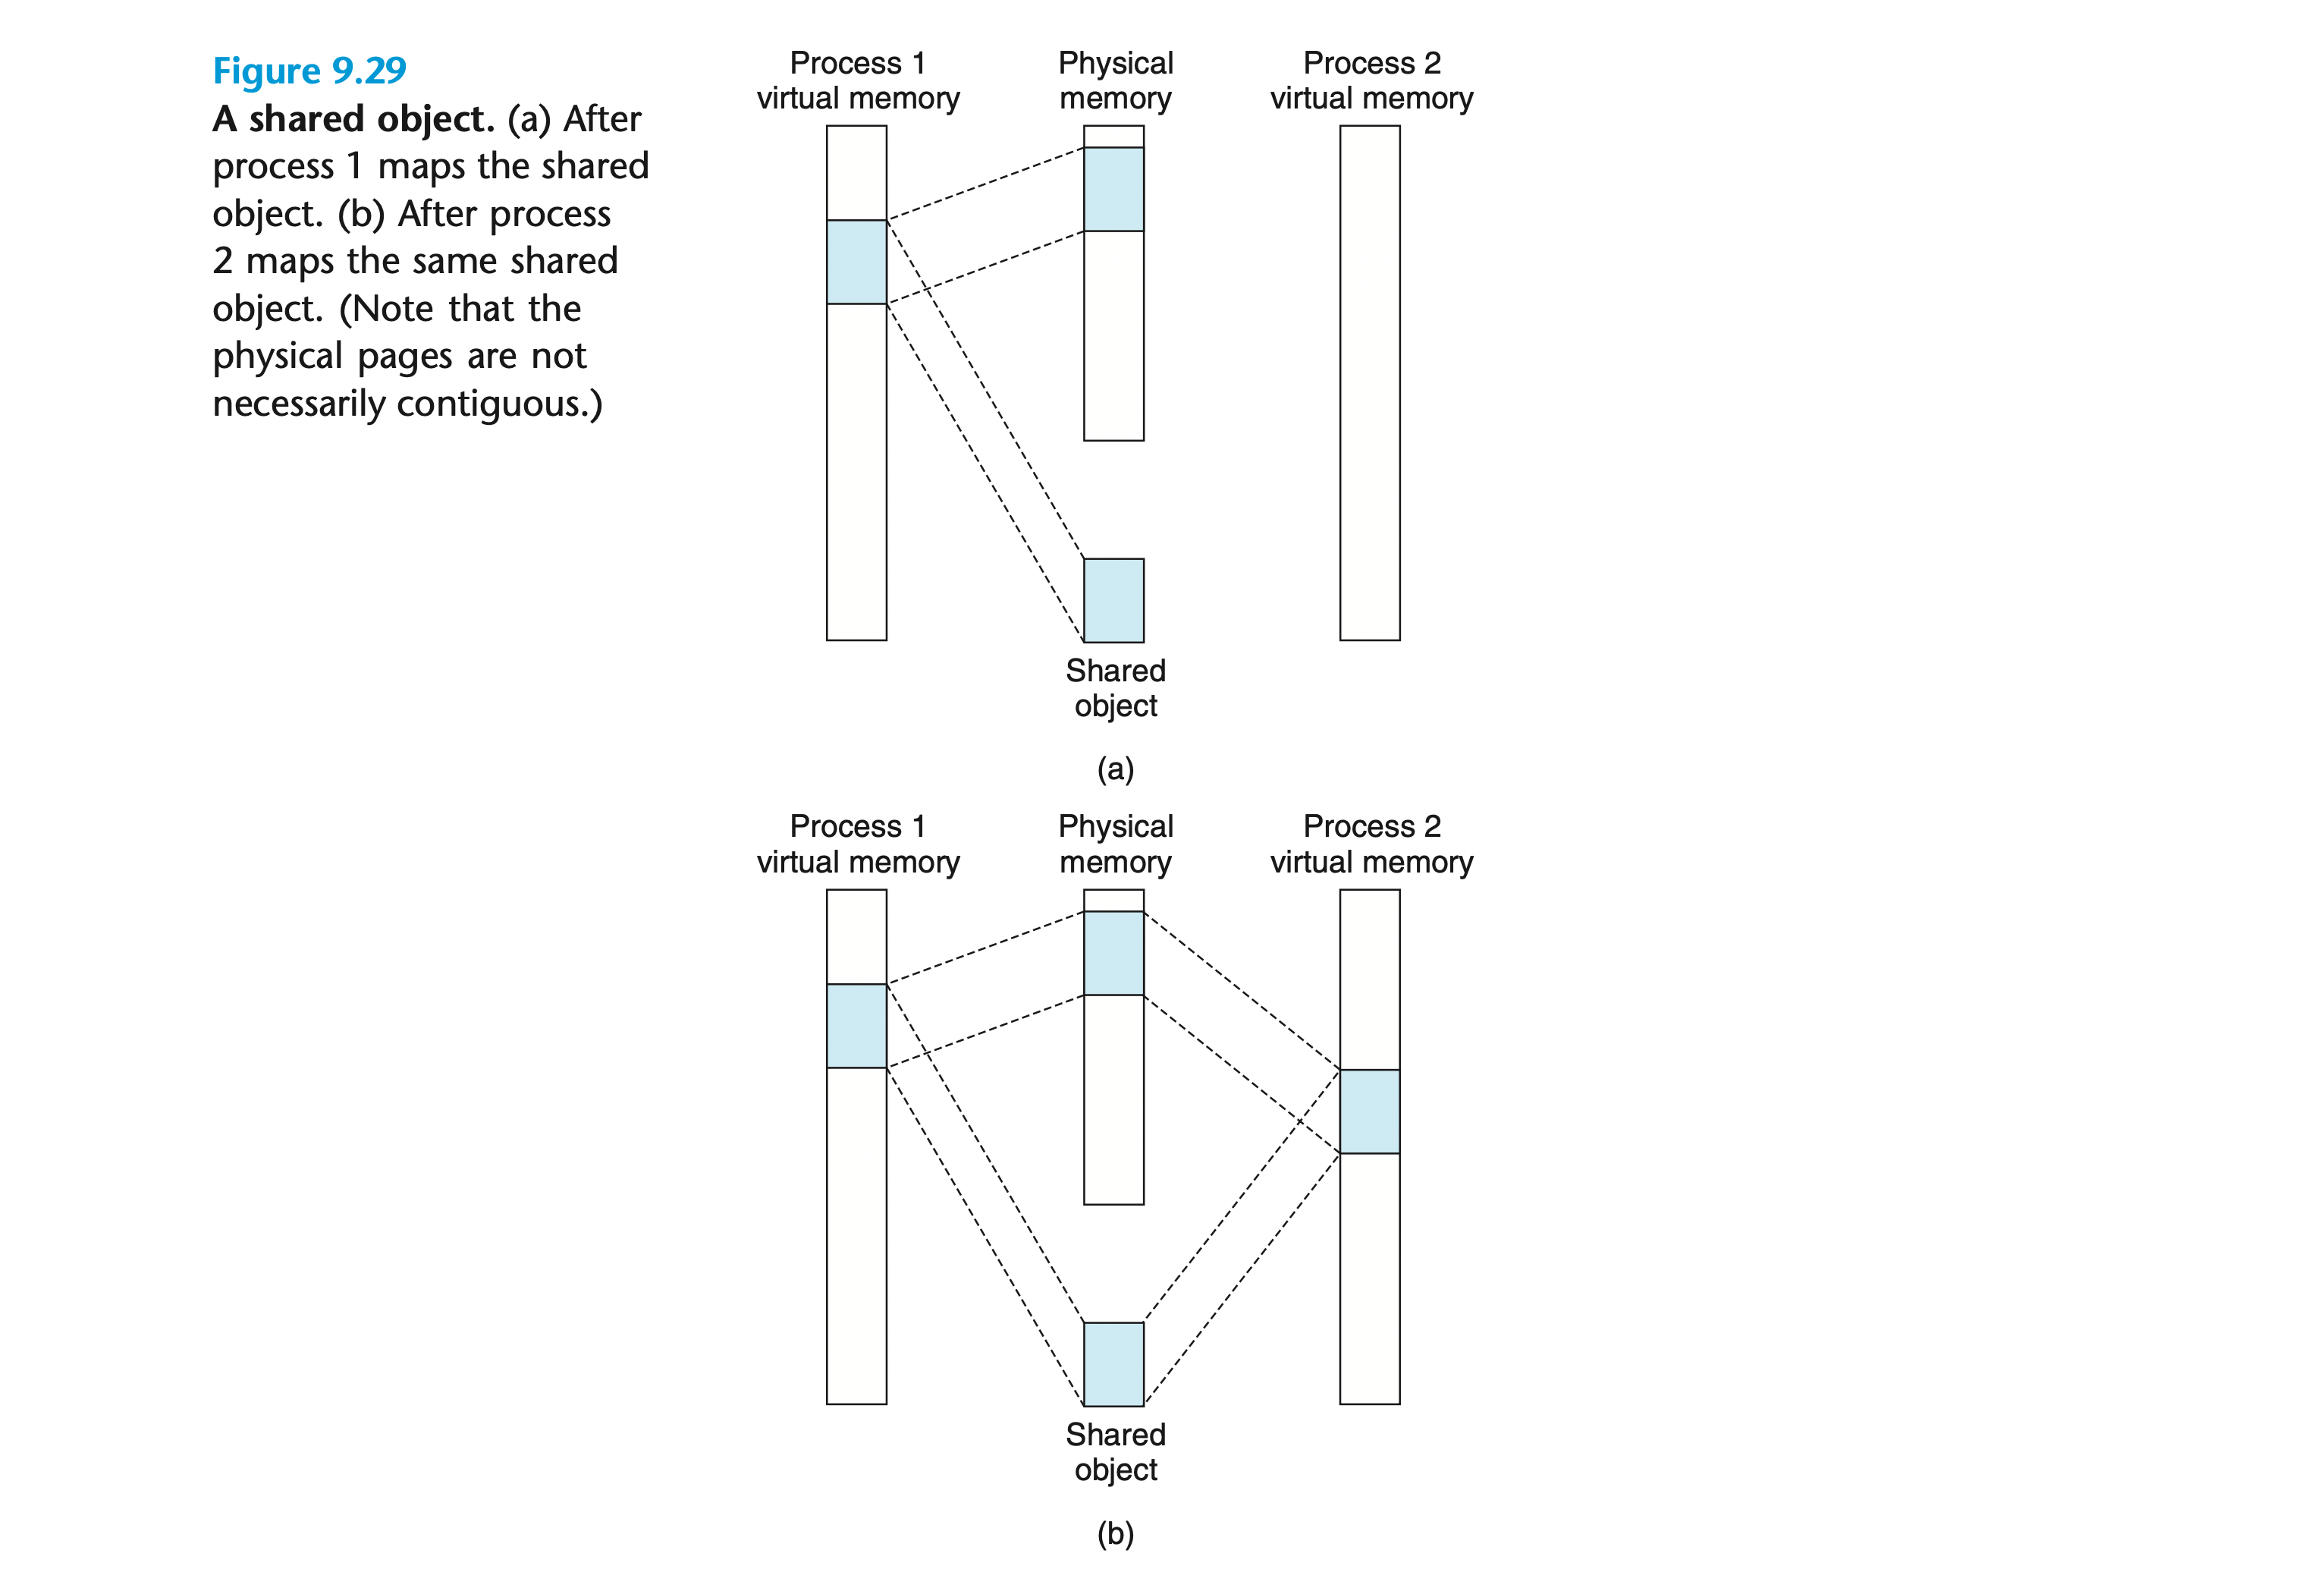 Figure 9.29
A shared object. (a) After
process 1 maps the shared
object. (b) After process
2 maps the same shared
object. (Note that the
physical pages are not
necessarily contiguous.)
Process 1
virtual memory
Physical
memory
Process 2
virtual memory
Shared
object
(a)
Process 1
virtual memory
Physical
memory
Process 2
virtual memory
Shared
object
(b)